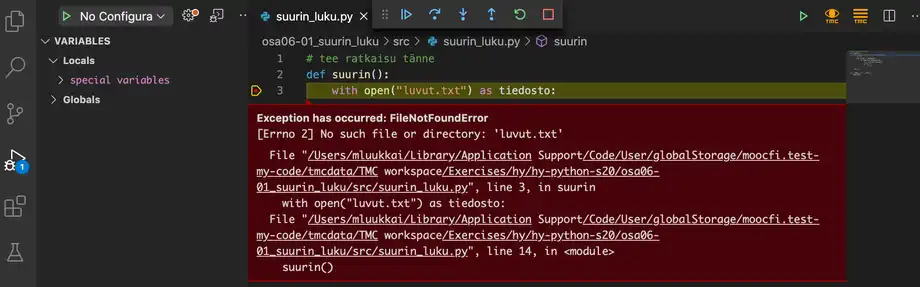 No Configura
VARIABLES
Locals
special variables
Globals
1
suurin_luku.py
TMC
TMC
osa06-01_suurin_luku > src > suurin_luku.py > suurin
1 # tee ratkaisu tänne
2 def suurin():
3 with open("luvut.txt") as tiedosto:
Exception has occurred: FileNotFoundError
[Errno 2] No such file or directory: 'luvut.txt'
File "/Users/mluukkai/Library/Application Support/Code/User/globalStorage/moocfi.test-
my-code/tmcdata/TMC workspace/Exercises/hy/hy-python-s20/osa06-
01_suurin_luku/src/suurin_luku.py", line 3, in suurin
with open("luvut.txt") as tiedosto:
File "/Users/mluukkai/Library/Application Support/Code/User/globalStorage/moocfi.test-
my-code/tmcdata/TMC workspace/Exercises/hy/hy-python-s20/osa06-
01_suurin_luku/src/suurin_luku.py", line 14, in <module>
suurin()